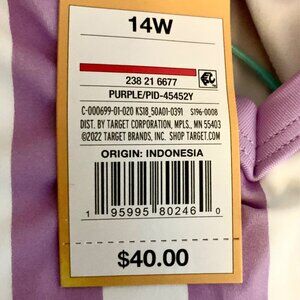 14W
238 21 6677
PURPLE/PID-45452Y
C-000699-01-020 KS18_50A01-0391 S196-0008
DIST. BY TARGET CORPORATION, MPLS., MN 55403
©2022 TARGET BRANDS, INC. SHOP TARGET.COM
ORIGIN: INDONESIA
1 95995 80246 0
$40.00